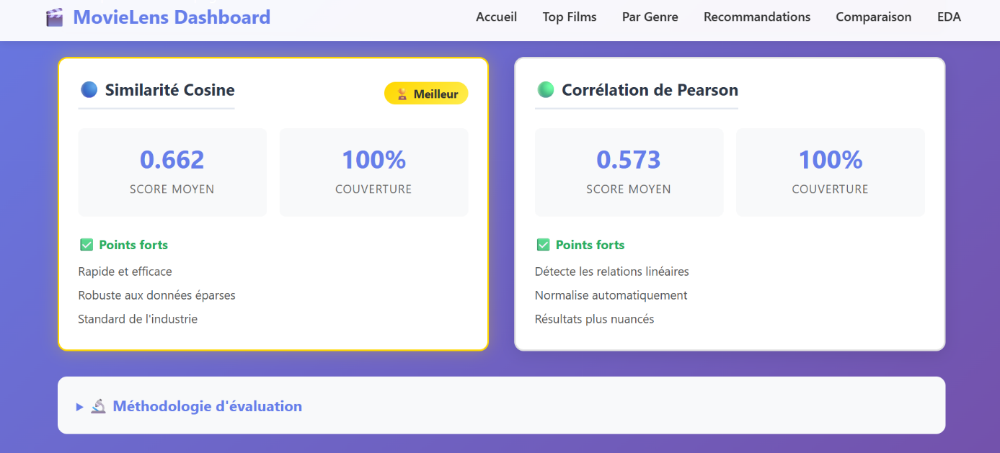 MovieLens Dashboard
Accueil Top Films Par Genre Recommandations Comparaison EDA
Similarité Cosine
Meilleur
0.662
SCORE MOYEN
100%
COUVERTURE
Points forts
Rapide et efficace
Robuste aux données éparses
Standard de l'industrie
Corrélation de Pearson
0.573
SCORE MOYEN
100%
COUVERTURE
Points forts
Détecte les relations linéaires
Normalise automatiquement
Résultats plus nuancés
Méthodologie d'évaluation